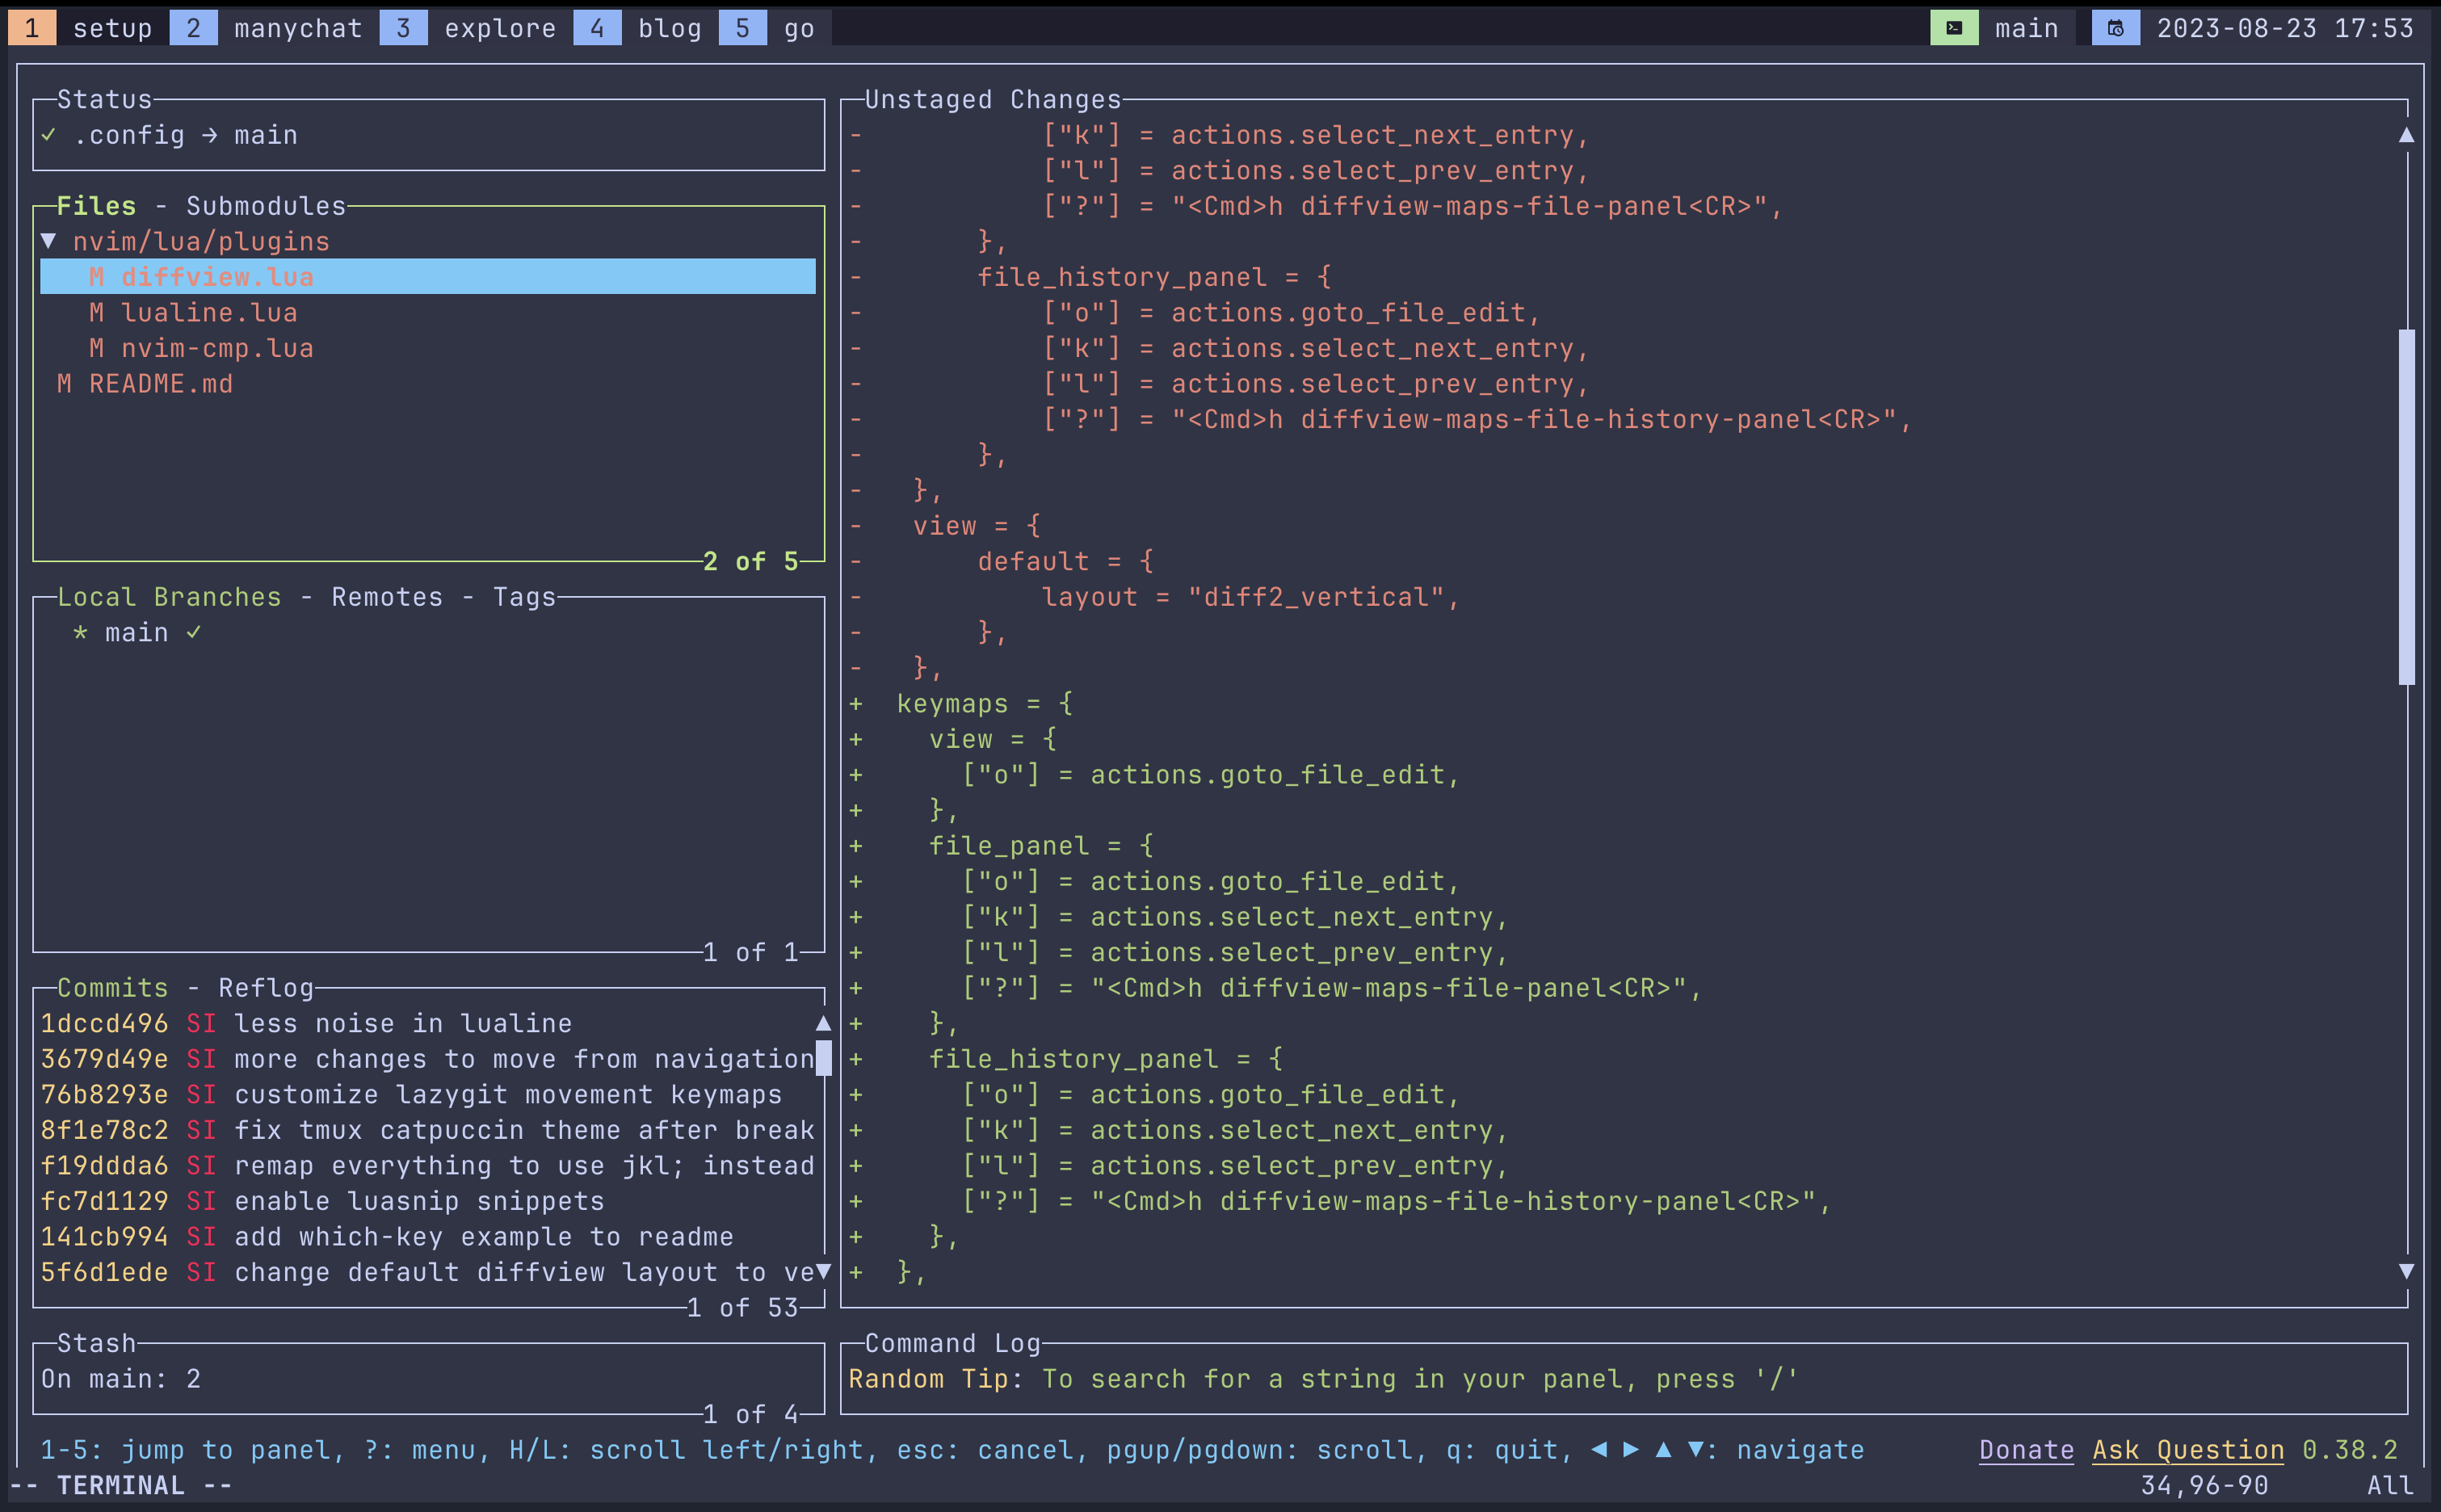 1 setup 2 manychat 3 explore 4 blog 5 go main 2023-08-23 17:53
Status
✓ .config → main
Files - Submodules
▼ nvim/lua/plugins
M diffview.lua
M lualine.lua
M nvim-cmp.lua
M README.md
2 of 5
Local Branches - Remotes - Tags
* main ✓
1 of 1
Commits - Reflog
1dccd496 SI less noise in lualine
3679d49e SI more changes to move from navigation
76b8293e SI customize lazygit movement keymaps
8f1e78c2 SI fix tmux catpuccin theme after break
f19ddda6 SI remap everything to use jkl; instead
fc7d1129 SI enable luasnip snippets
141cb994 SI add which-key example to readme
5f6d1ede SI change default diffview layout to ve
1 of 53
Stash
On main: 2
1 of 4
Unstaged Changes
-           ["k"] = actions.select_next_entry,
-           ["l"] = actions.select_prev_entry,
-           ["?"] = "<Cmd>h diffview-maps-file-panel<CR>",
-       },
-       file_history_panel = {
-           ["o"] = actions.goto_file_edit,
-           ["k"] = actions.select_next_entry,
-           ["l"] = actions.select_prev_entry,
-           ["?"] = "<Cmd>h diffview-maps-file-history-panel<CR>",
-       },
-   },
-   view = {
-       default = {
-           layout = "diff2_vertical",
-       },
-   },
+  keymaps = {
+    view = {
+      ["o"] = actions.goto_file_edit,
+    },
+    file_panel = {
+      ["o"] = actions.goto_file_edit,
+      ["k"] = actions.select_next_entry,
+      ["l"] = actions.select_prev_entry,
+      ["?"] = "<Cmd>h diffview-maps-file-panel<CR>",
+    },
+    file_history_panel = {
+      ["o"] = actions.goto_file_edit,
+      ["k"] = actions.select_next_entry,
+      ["l"] = actions.select_prev_entry,
+      ["?"] = "<Cmd>h diffview-maps-file-history-panel<CR>",
+    },
+  },
Command Log
Random Tip: To search for a string in your panel, press '/'
1-5: jump to panel, ?: menu, H/L: scroll left/right, esc: cancel, pgup/pgdown: scroll, q: quit, ◄ ► ▲ ▼: navigate Donate Ask Question 0.38.2
-- TERMINAL -- 34,96-90 All